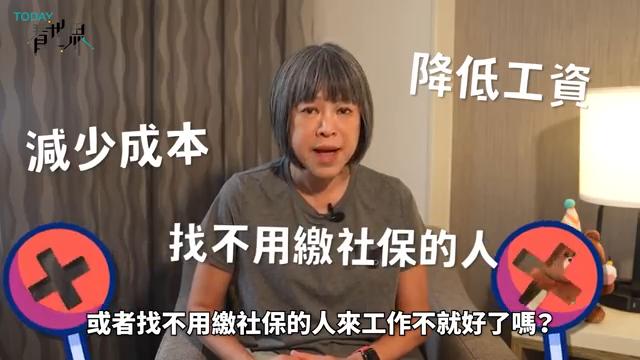 TODAY
看世界
降低工資
減少成本
找不用繳社保的人
或者找不用繳社保的人來工作不就好了嗎？